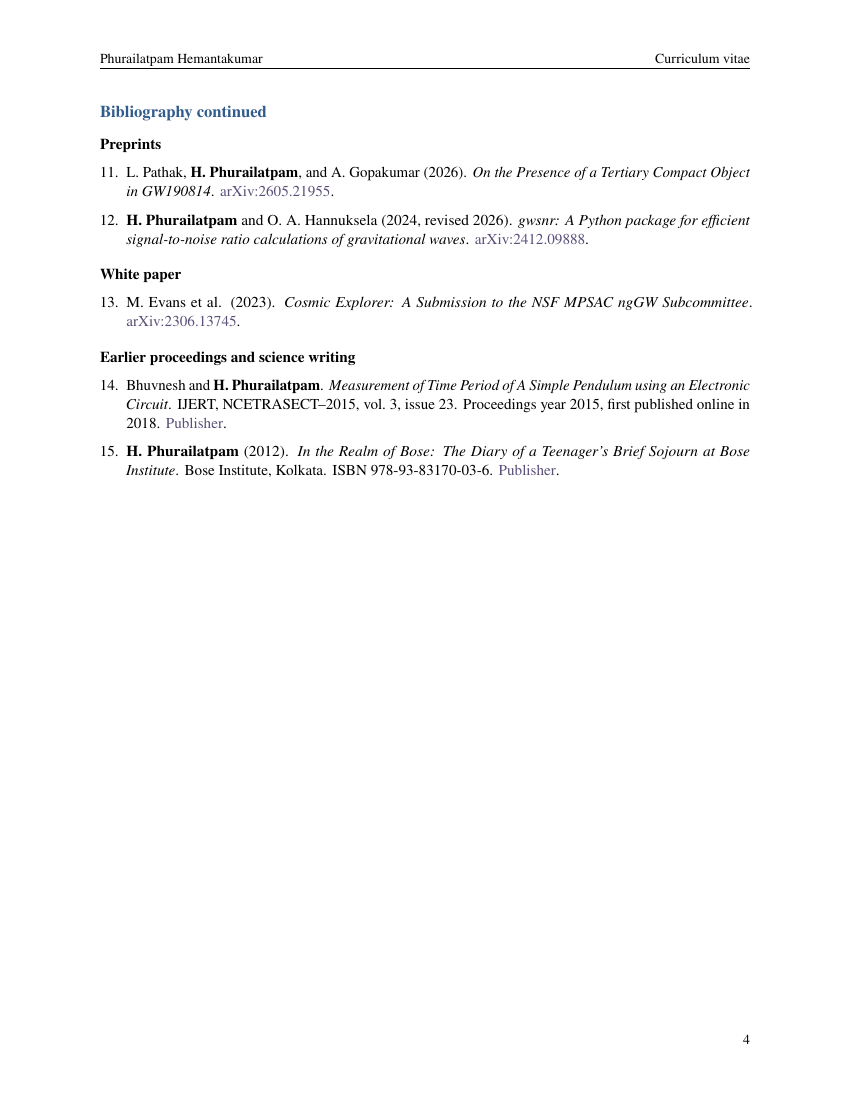 Phurailatpam Hemantakumar Curriculum vitae
Bibliography continued
Preprints
11. L. Pathak, H. Phurailatpam, and A. Gopakumar (2026). On the Presence of a Tertiary Compact Object
in GW190814. arXiv:2605.21955.
12. H. Phurailatpam and O. A. Hannuksela (2024, revised 2026). gwsnr: A Python package for efficient
signal-to-noise ratio calculations of gravitational waves. arXiv:2412.09888.
White paper
13. M. Evans et al. (2023). Cosmic Explorer: A Submission to the NSF MPSAC ngGW Subcommittee.
arXiv:2306.13745.
Earlier proceedings and science writing
14. Bhuvnesh and H. Phurailatpam. Measurement of Time Period of A Simple Pendulum using an Electronic
Circuit. IJERT, NCETRASECT–2015, vol. 3, issue 23. Proceedings year 2015, first published online in
2018. Publisher.
15. H. Phurailatpam (2012). In the Realm of Bose: The Diary of a Teenager's Brief Sojourn at Bose
Institute. Bose Institute, Kolkata. ISBN 978-93-83170-03-6. Publisher.
4